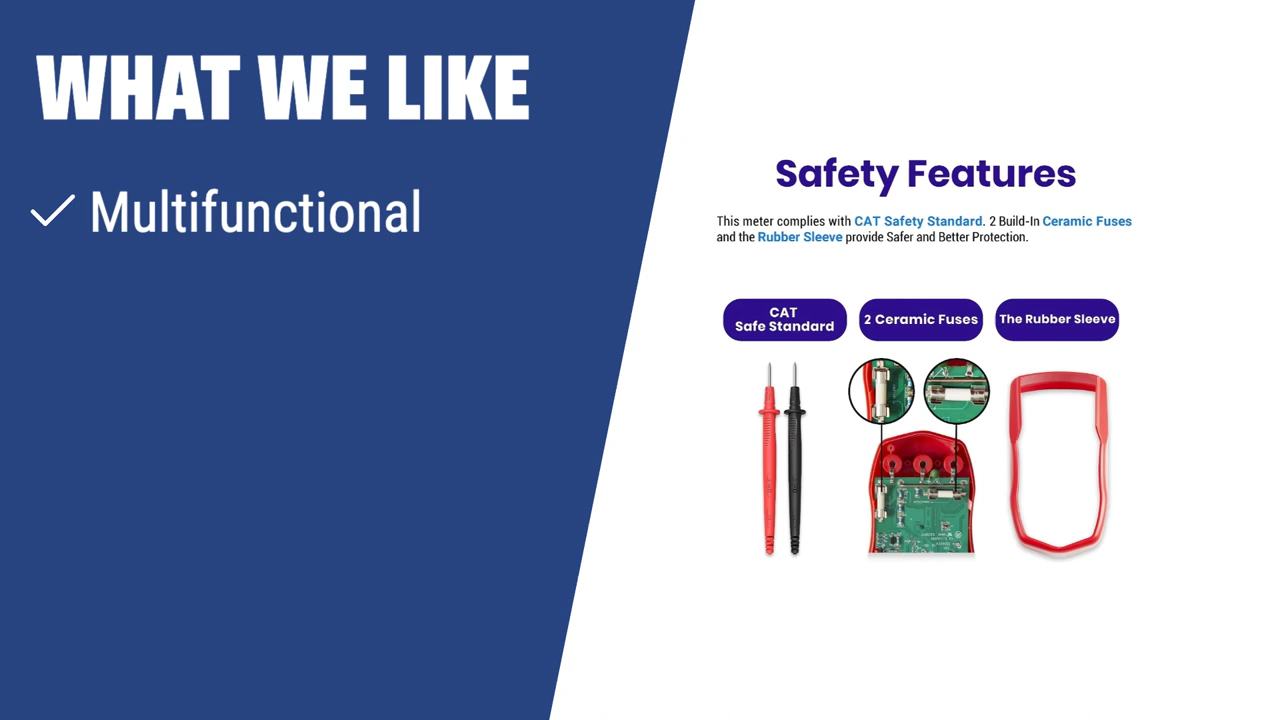 WHAT WE LIKE
Multifunctional
Safety Features
This meter complies with CAT Safety Standard. 2 Build-In Ceramic Fuses
and the Rubber Sleeve provide Safer and Better Protection.
CAT
Safe Standard
2 Ceramic Fuses
The Rubber Sleeve